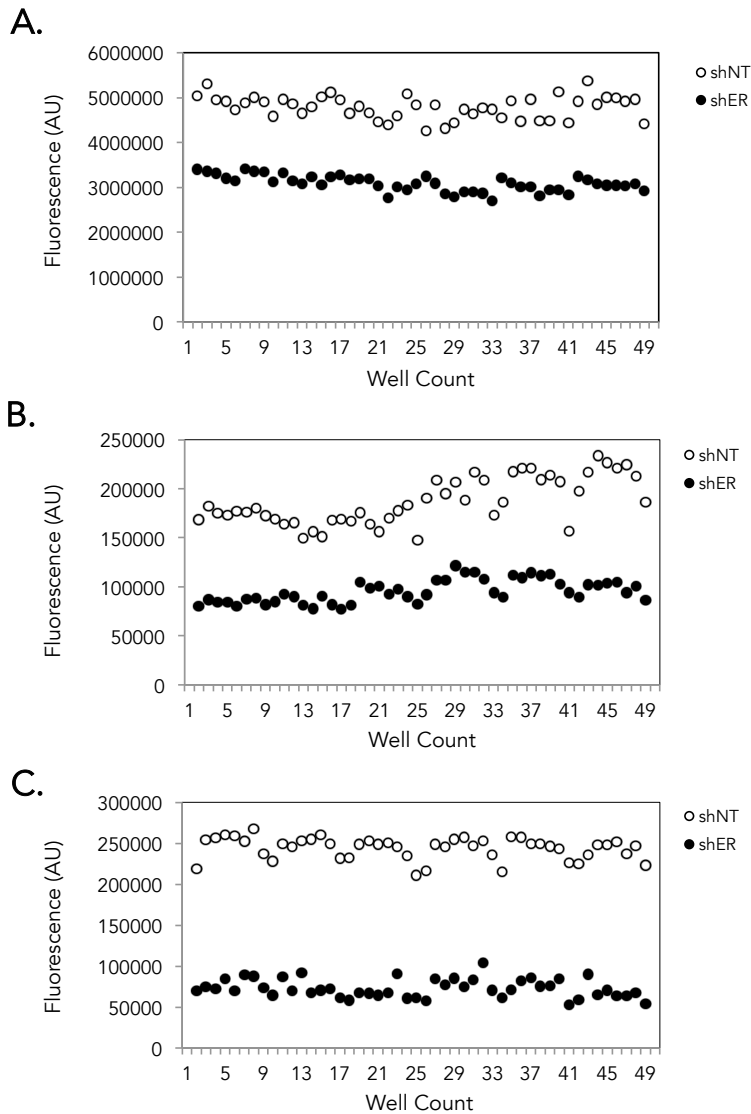 A.
6000000
5000000
4000000
3000000
2000000
1000000
0
Fluorescence (AU)
1 5 9 13 17 21 25 29 33 37 41 45 49
Well Count
shNT
shER
B.
250000
200000
150000
100000
50000
0
Fluorescence (AU)
1 5 9 13 17 21 25 29 33 37 41 45 49
Well Count
shNT
shER
C.
300000
250000
200000
150000
100000
50000
0
Fluorescence (AU)
1 5 9 13 17 21 25 29 33 37 41 45 49
Well Count
shNT
shER